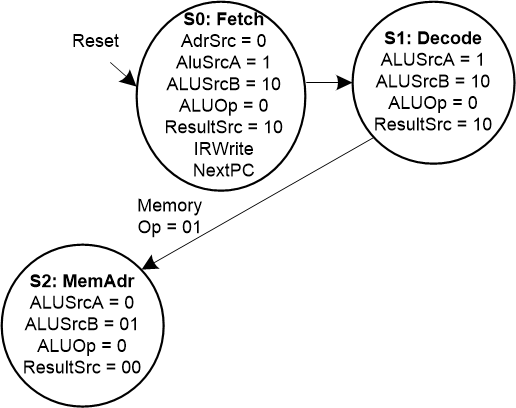 Reset
S0: Fetch
AdrSrc = 0
AluSrcA = 1
ALUSrcB = 10
ALUOp = 0
ResultSrc = 10
IRWrite
NextPC
S1: Decode
ALUSrcA = 1
ALUSrcB = 10
ALUOp = 0
ResultSrc = 10
Memory
Op = 01
S2: MemAdr
ALUSrcA = 0
ALUSrcB = 01
ALUOp = 0
ResultSrc = 00